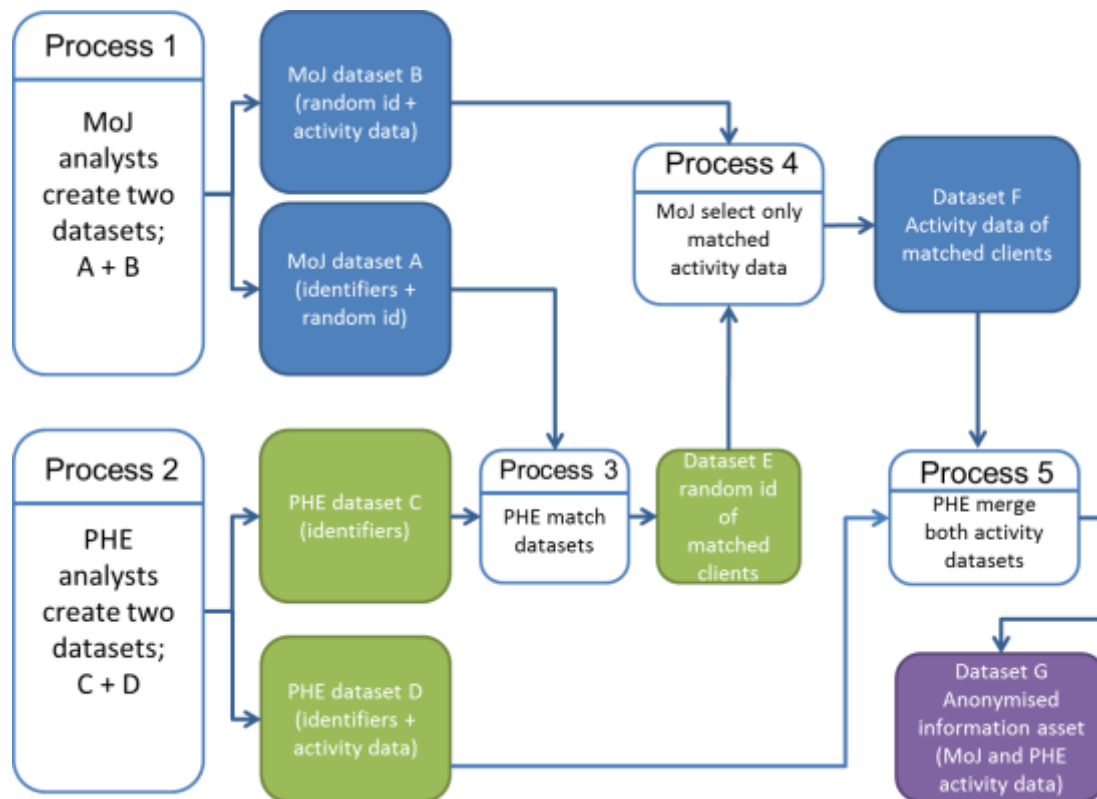 Process 1
MoJ
analysts
create two
datasets;
A + B
MoJ dataset B
(random id +
activity data)
MoJ dataset A
(identifiers +
random id)
Process 4
MoJ select only
matched
activity data
Dataset F
Activity data of
matched clients
Process 2
PHE
analysts
create two
datasets;
C + D
PHE dataset C
(identifiers)
PHE dataset D
(identifiers +
activity data)
Process 3
PHE match
datasets
Dataset E
random id
of
matched
clients
Process 5
PHE merge
both activity
datasets
Dataset G
Anonymised
information asset
(MoJ and PHE
activity data)